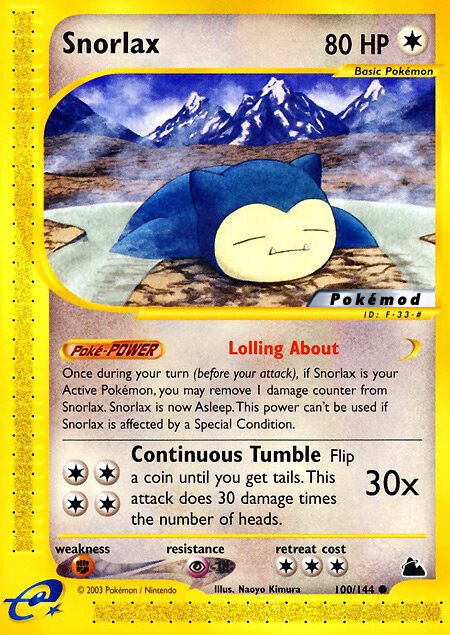 Snorlax 80 HP
Basic Pokémon
Pokémod
ID: F-33-#
Poké-POWER Lolling About
Once during your turn (before your attack), if Snorlax is your
Active Pokémon, you may remove 1 damage counter from
Snorlax. Snorlax is now Asleep. This power can't be used if
Snorlax is affected by a Special Condition.
Continuous Tumble Flip
a coin until you get tails. This
attack does 30 damage times
the number of heads.
30x
weakness resistance retreat cost
-30
© 2003 Pokémon / Nintendo Illus. Naoyo Kimura 100/144
e